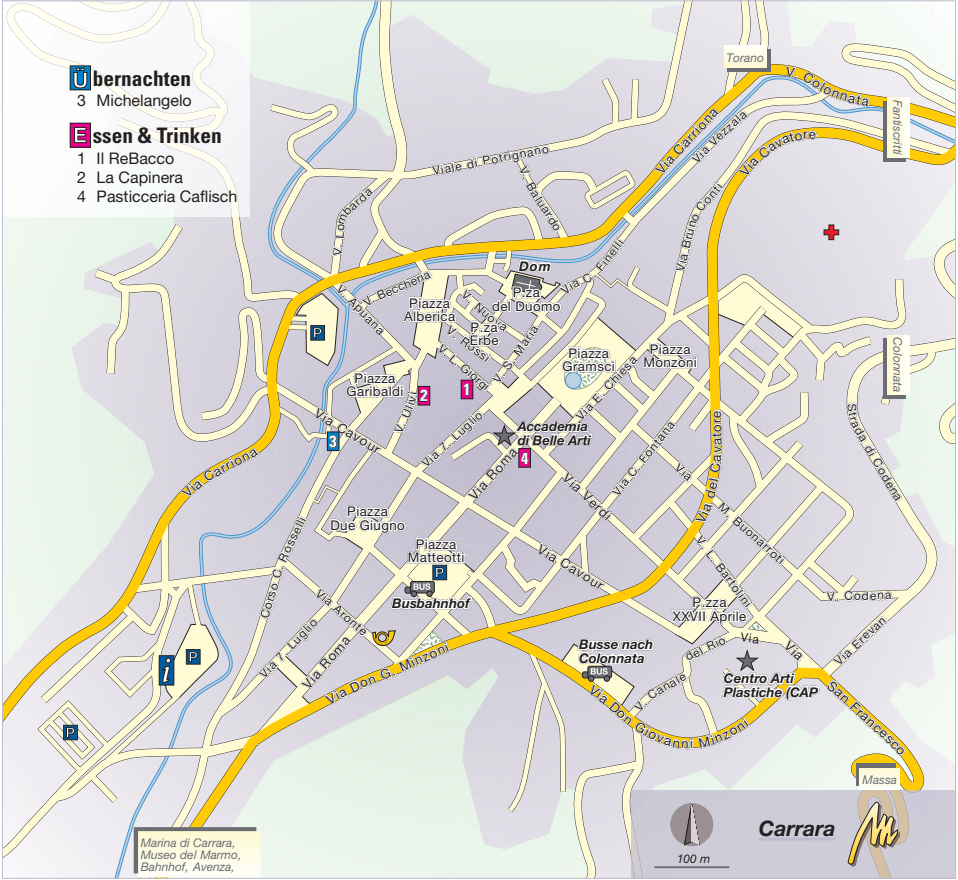 Übernachten
3 Michelangelo
Essen & Trinken
1 Il ReBacco
2 La Capinera
4 Pasticceria Caflisch
Torano
V. Colonnata
Fantiscritti
Via Carriona
Via Vezzala
Via Cavatore
Viale di Potrignano
V. Baluardo
V. Lombarda
Via Bruno Conti
Via C. Finelli
Dom
P.za
del Duomo
V. Beccheria
V. Apuana
Piazza
Alberica
V. Nuova
P.za
Erbe
V. Rossi
V. S. Maria
V. L. Giorgi
Piazza
Gramsci
Piazza
Monzoni
Via E. Chiesa
P
Piazza
Garibaldi
V. Ulivi
1
2
3
4
Colonnata
Via Cavour
Via 7. Luglio
Accademia
di Belle Arti
Via Roma
Via Verdi
Via C. Fontana
Via M. Buonarroti
Via del Cavatore
Strada di Codena
Via Carriona
Piazza
Due Giugno
Piazza
Matteotti
P
BUS
Busbahnhof
Via Cavour
V. L. Bartolini
Corso C. Rosselli
Via Aronte
Via 7. Luglio
Via Roma
Via Don G. Minzoni
P.zza
XXVII Aprile
V. Codena
Via Erevan
Via
Via
San Francesco
Busse nach
Colonnata
BUS
V. Canale del Rio
Centro Arti
Plastiche (CAP
Via Don Giovanni Minzoni
i
P
P
Massa
Marina di Carrara,
Museo del Marmo,
Bahnhof, Avenza,
100 m
Carrara